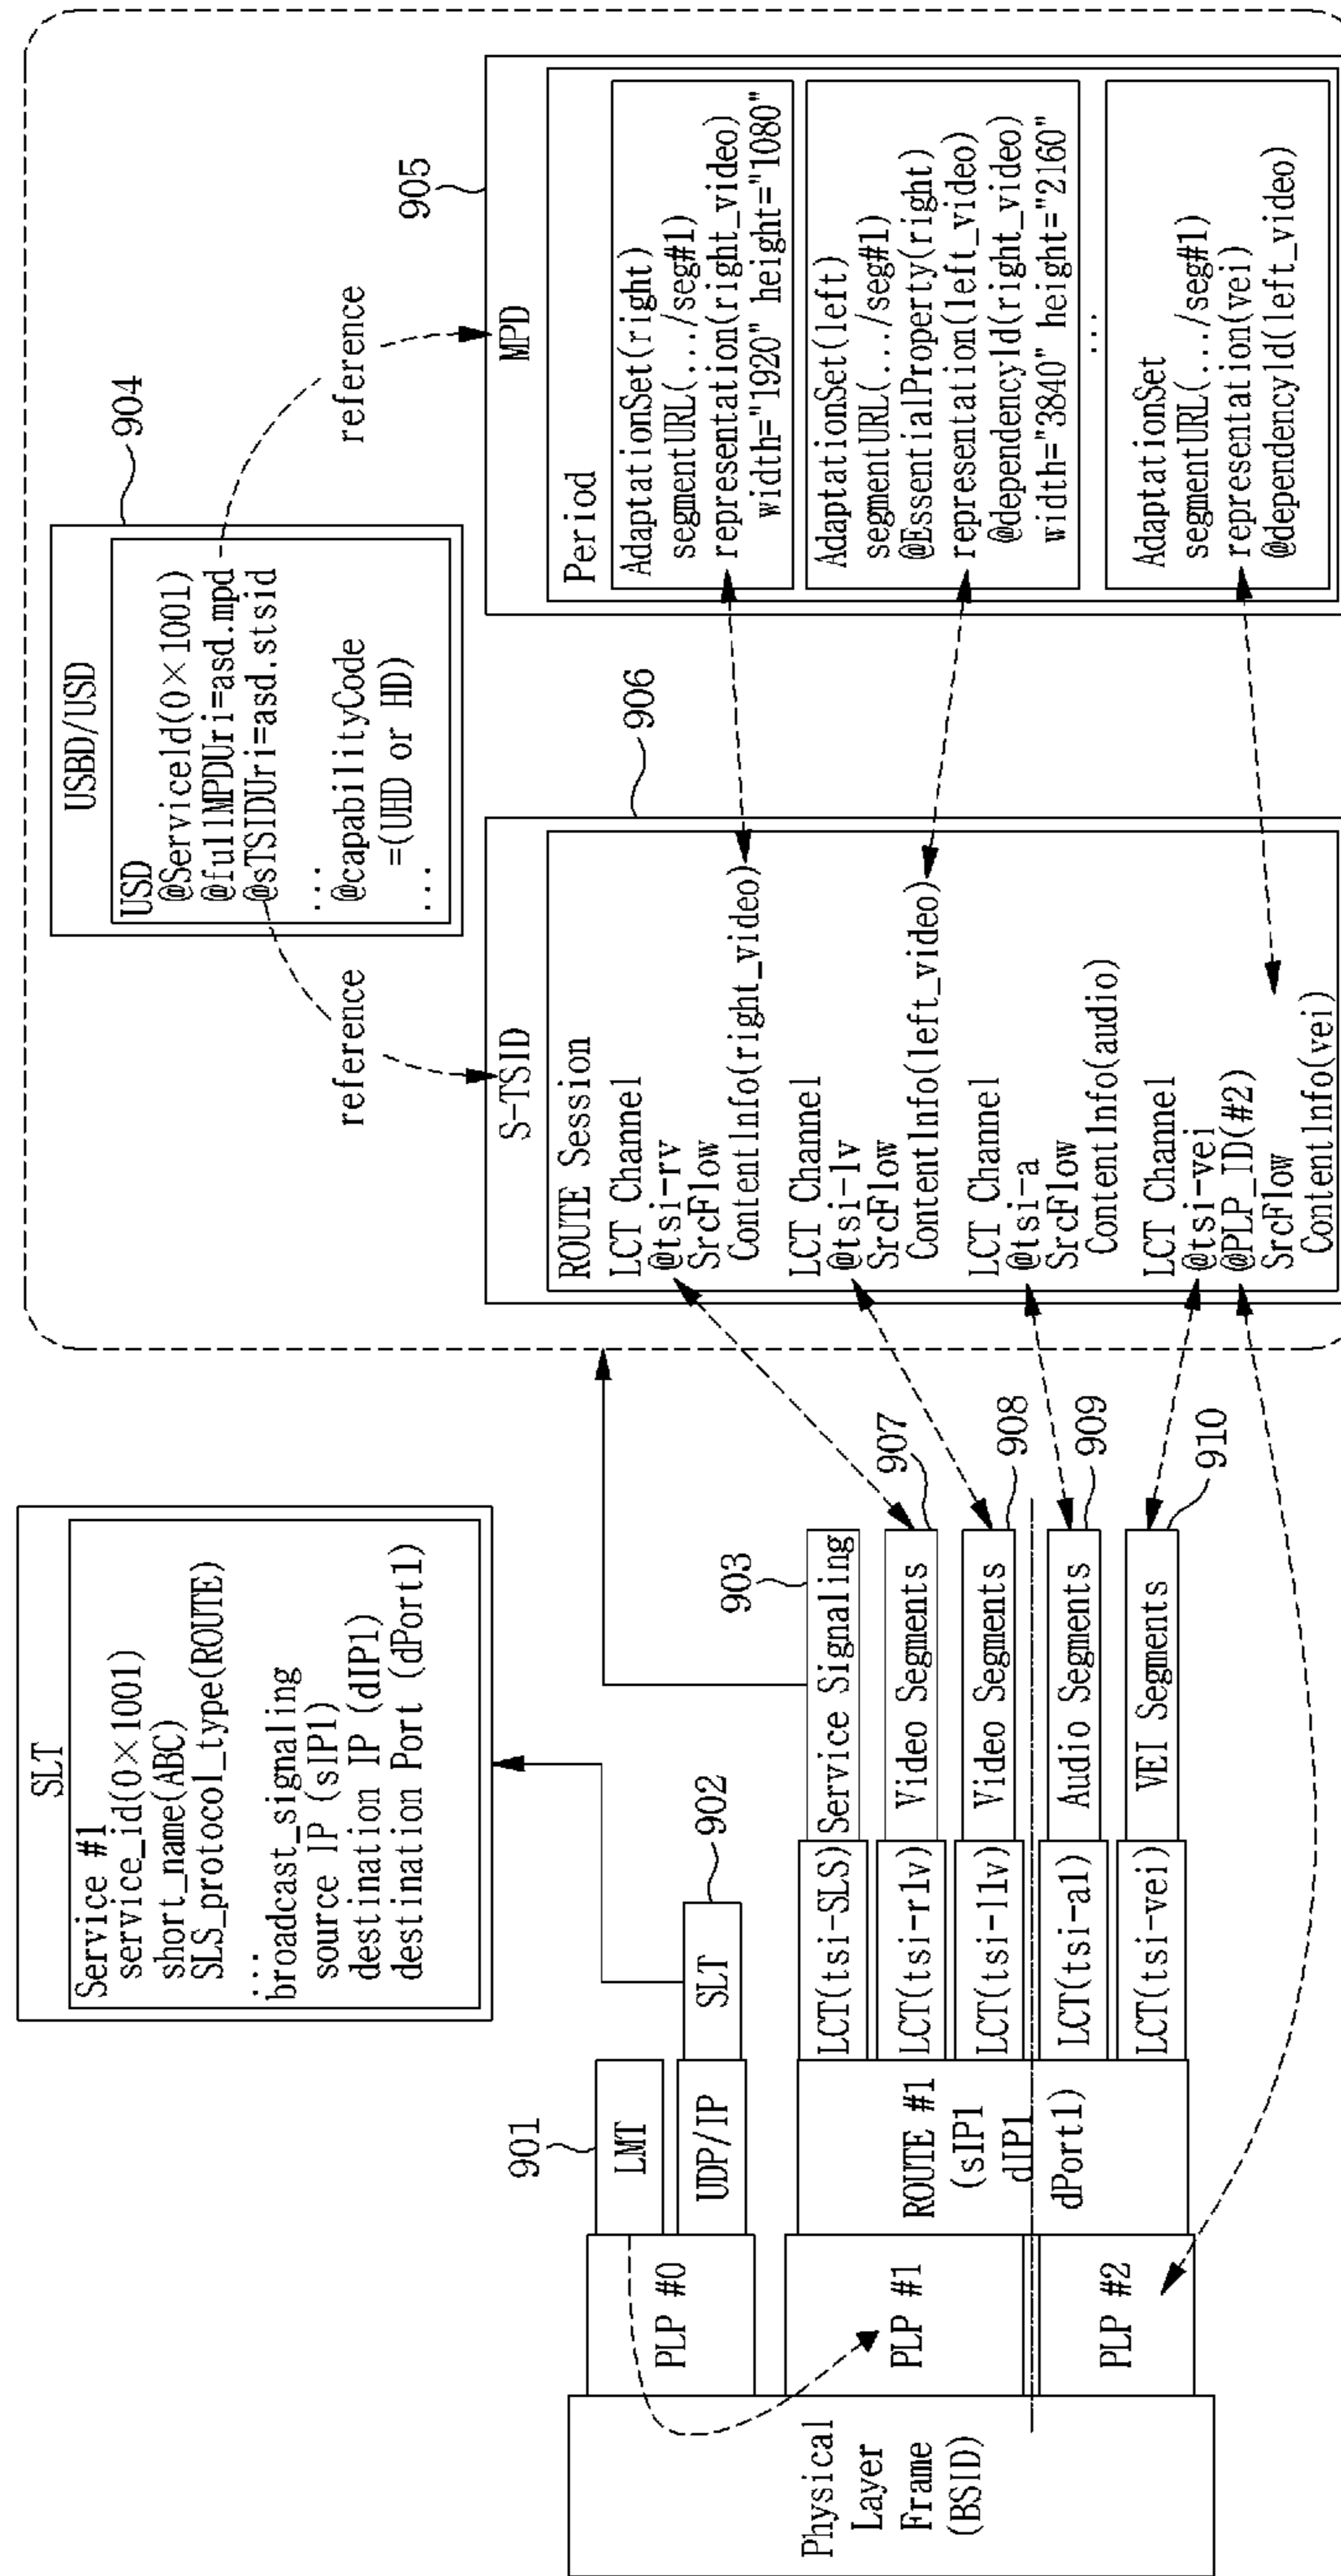 SLT
Service #1
service_id(0×1001)
short_name(ABC)
SLS_protocol_type(ROUTE)
...
broadcast_signaling
source IP (sIP1)
destination IP (dIP1)
destination Port (dPort1)
USBD/USD
904
USD
@ServiceId(0×1001)
@fullMPDUri=asd.mpd
@sTSIDUri=asd.stsid
...
@capabilityCode
=(UHD or HD)
...
reference
reference
S-TSID
906
ROUTE Session
LCT Channel
@tsi-rv
SrcFlow
ContentInfo(right_video)
LCT Channel
@tsi-lv
SrcFlow
ContentInfo(left_video)
LCT Channel
@tsi-a
SrcFlow
ContentInfo(audio)
LCT Channel
@tsi-vei
@PLP_ID(#2)
SrcFlow
ContentInfo(vei)
MPD
905
Period
AdaptationSet(right)
segmentURL(.../seg#1)
representation(right_video)
width="1920" height="1080"
AdaptationSet(left)
segmentURL(.../seg#1)
@EssentialProperty(right)
representation(left_video)
@dependencyId(right_video)
width="3840" height="2160"
...
AdaptationSet
segmentURL(.../seg#1)
representation(vei)
@dependencyId(left_video)
901
LMT
UDP/IP
SLT
902
PLP #0
PLP #1
PLP #2
Physical
Layer
Frame
(BSID)
ROUTE #1
(sIP1
dIP1
dPort1)
903
LCT(tsi-SLS)
Service Signaling
LCT(tsi-r1v)
Video Segments
907
LCT(tsi-l1v)
Video Segments
908
LCT(tsi-a1)
Audio Segments
909
LCT(tsi-vei)
VEI Segments
910